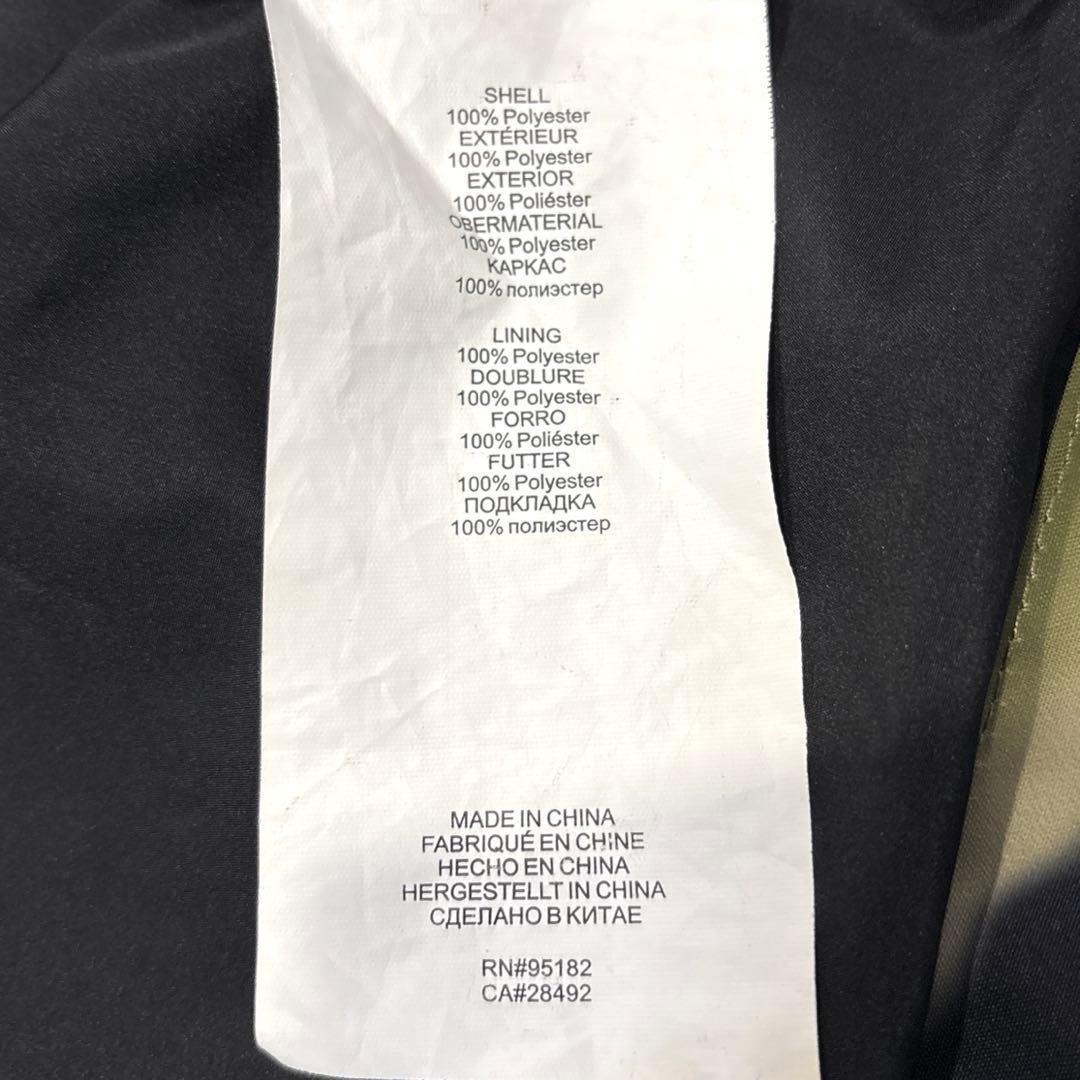 SHELL
100% Polyester
EXTÉRIEUR
100% Polyester
EXTERIOR
100% Poliéster
OBERMATERIAL
100% Polyester
КАРКАС
100% полиэстер
LINING
100% Polyester
DOUBLURE
100% Polyester
FORRO
100% Poliéster
FUTTER
100% Polyester
ПОДКЛАДКА
100% полиэстер
MADE IN CHINA
FABRIQUÉ EN CHINE
HECHO EN CHINA
HERGESTELLT IN CHINA
СДЕЛАНО В КИТАЕ
RN#95182
CA#28492